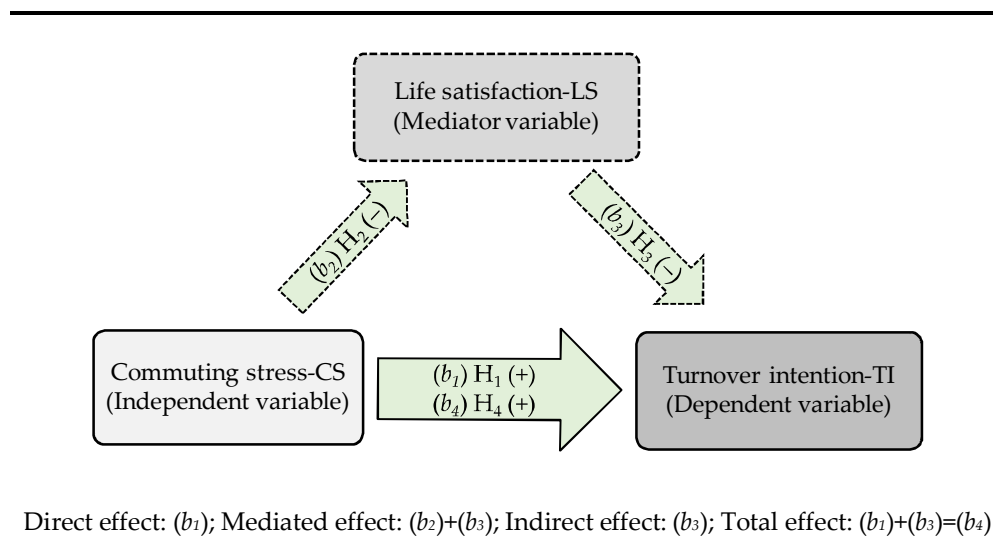 Life satisfaction-LS
(Mediator variable)
(b₂) H₂ (−)
(b₃) H₃ (−)
Commuting stress-CS
(Independent variable)
(b₁) H₁ (+)
(b₄) H₄ (+)
Turnover intention-TI
(Dependent variable)
Direct effect: (b₁); Mediated effect: (b₂)+(b₃); Indirect effect: (b₃); Total effect: (b₁)+(b₃)=(b₄)